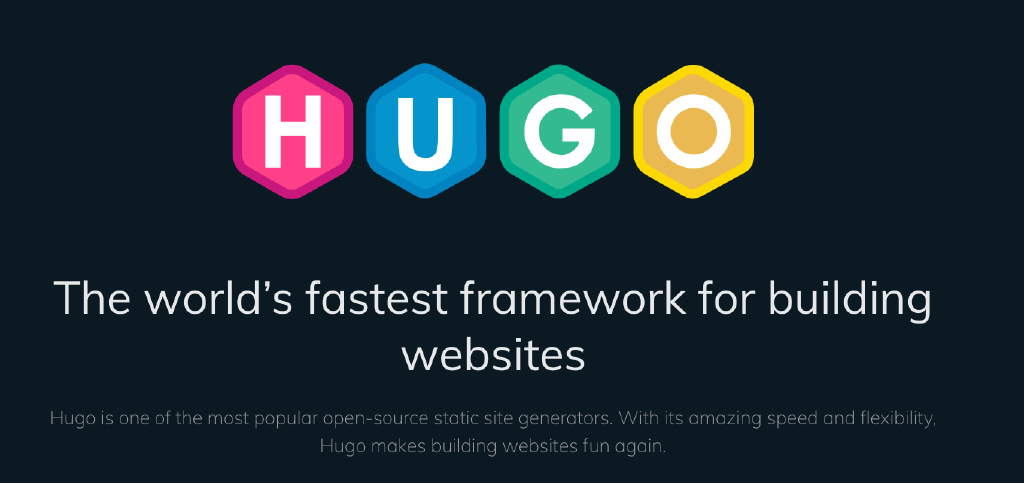 HUGO
The world’s fastest framework for building
websites
Hugo is one of the most popular open-source static site generators. With its amazing speed and flexibility,
Hugo makes building websites fun again.